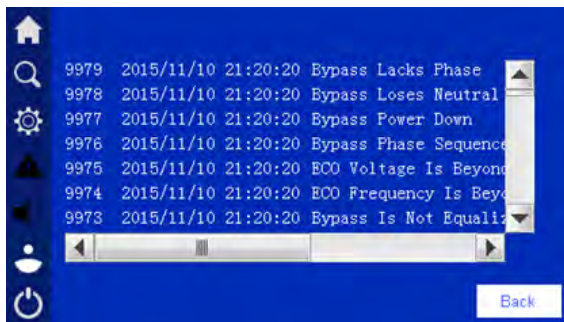 9979 2015/11/10 21:20:20 Bypass Lacks Phase
9978 2015/11/10 21:20:20 Bypass Loses Neutral
9977 2015/11/10 21:20:20 Bypass Power Down
9976 2015/11/10 21:20:20 Bypass Phase Sequence
9975 2015/11/10 21:20:20 ECO Voltage Is Beyond
9974 2015/11/10 21:20:20 ECO Frequency Is
9973 2015/11/10 21:20:20 Bypass Is Not
Back